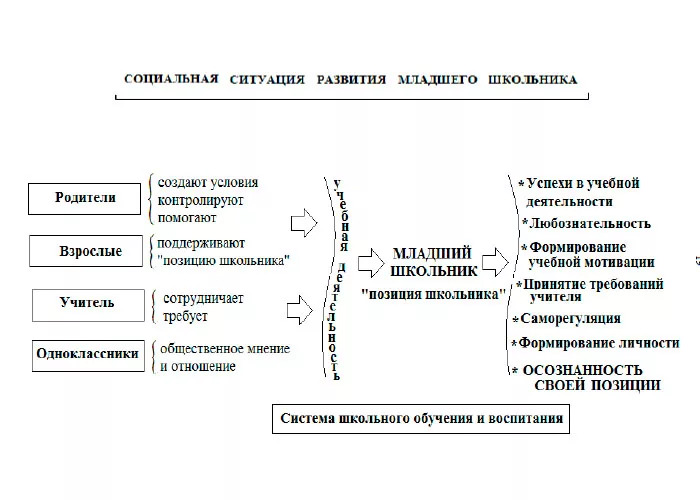 СОЦИАЛЬНАЯ СИТУАЦИЯ РАЗВИТИЯ МЛАДШЕГО ШКОЛЬНИКА
Родители
создают условия
контролируют
помогают
Взрослые
поддерживают
"позицию школьника"
Учитель
сотрудничает
требует
Одноклассники
общественное мнение
и отношение
учебная деятельность
МЛАДШИЙ
ШКОЛЬНИК
"позиция школьника"
* Успехи в учебной
деятельности
* Любознательность
* Формирование
учебной мотивации
* Принятие требований
учителя
* Саморегуляция
* Формирование личности
* ОСОЗНАННОСТЬ
СВОЕЙ ПОЗИЦИИ
Система школьного обучения и воспитания